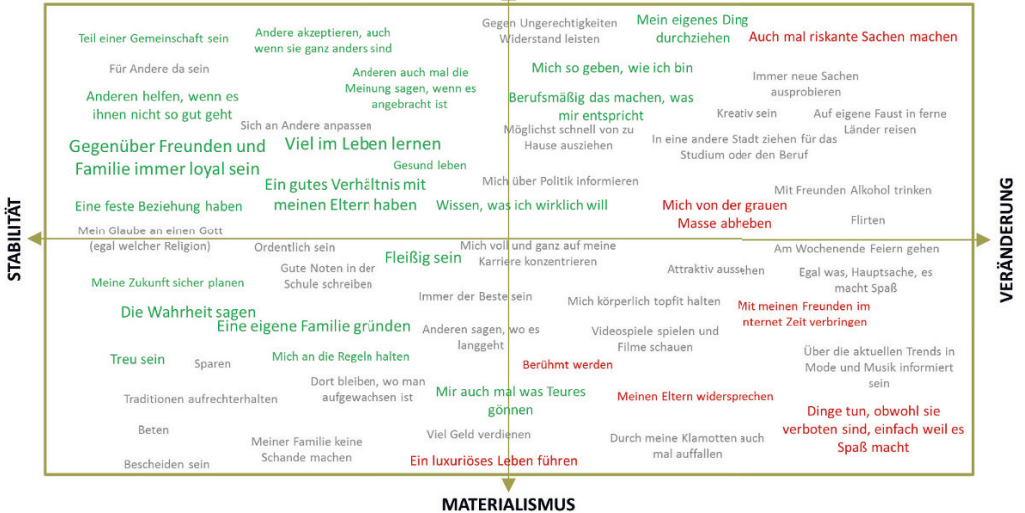 Teil einer Gemeinschaft sein
Andere akzeptieren, auch
wenn sie ganz anders sind
Gegen Ungerechtigkeiten
Widerstand leisten
Mein eigenes Ding
durchziehen
Auch mal riskante Sachen machen
Für Andere da sein
Anderen auch mal die
Meinung sagen, wenn es
angebracht ist
Mich so geben, wie ich bin
Immer neue Sachen
ausprobieren
Anderen helfen, wenn es
ihnen nicht so gut geht
Berufsmäßig das machen, was
mir entspricht
Kreativ sein
Auf eigene Faust in ferne
Länder reisen
Sich an Andere anpassen
Möglichst schnell von zu
Hause ausziehen
In eine andere Stadt ziehen für das
Studium oder den Beruf
Gegenüber Freunden und
Familie immer loyal sein
Viel im Leben lernen
Gesund leben
Ein gutes Verhältnis mit
meinen Eltern haben
Mich über Politik informieren
Mit Freunden Alkohol trinken
Eine feste Beziehung haben
Wissen, was ich wirklich will
Mich von der grauen
Masse abheben
Flirten
STABILITÄT
VERÄNDERUNG
Mein Glaube an einen Gott
(egal welcher Religion)
Ordentlich sein
Fleißig sein
Mich voll und ganz auf meine
Karriere konzentrieren
Am Wochenende Feiern gehen
Meine Zukunft sicher planen
Gute Noten in der
Schule schreiben
Attraktiv aussehen
Egal was, Hauptsache, es
macht Spaß
Immer der Beste sein
Mich körperlich topfit halten
Mit meinen Freunden im
nternet Zeit verbringen
Die Wahrheit sagen
Eine eigene Familie gründen
Anderen sagen, wo es
langgeht
Videospiele spielen und
Filme schauen
Treu sein
Sparen
Mich an die Regeln halten
Berühmt werden
Über die aktuellen Trends in
Mode und Musik informiert
sein
Traditionen aufrechterhalten
Dort bleiben, wo man
aufgewachsen ist
Mir auch mal was Teures
gönnen
Meinen Eltern widersprechen
Dinge tun, obwohl sie
verboten sind, einfach weil es
Spaß macht
Beten
Meiner Familie keine
Schande machen
Viel Geld verdienen
Durch meine Klamotten auch
mal auffallen
Bescheiden sein
Ein luxuriöses Leben führen
MATERIALISMUS